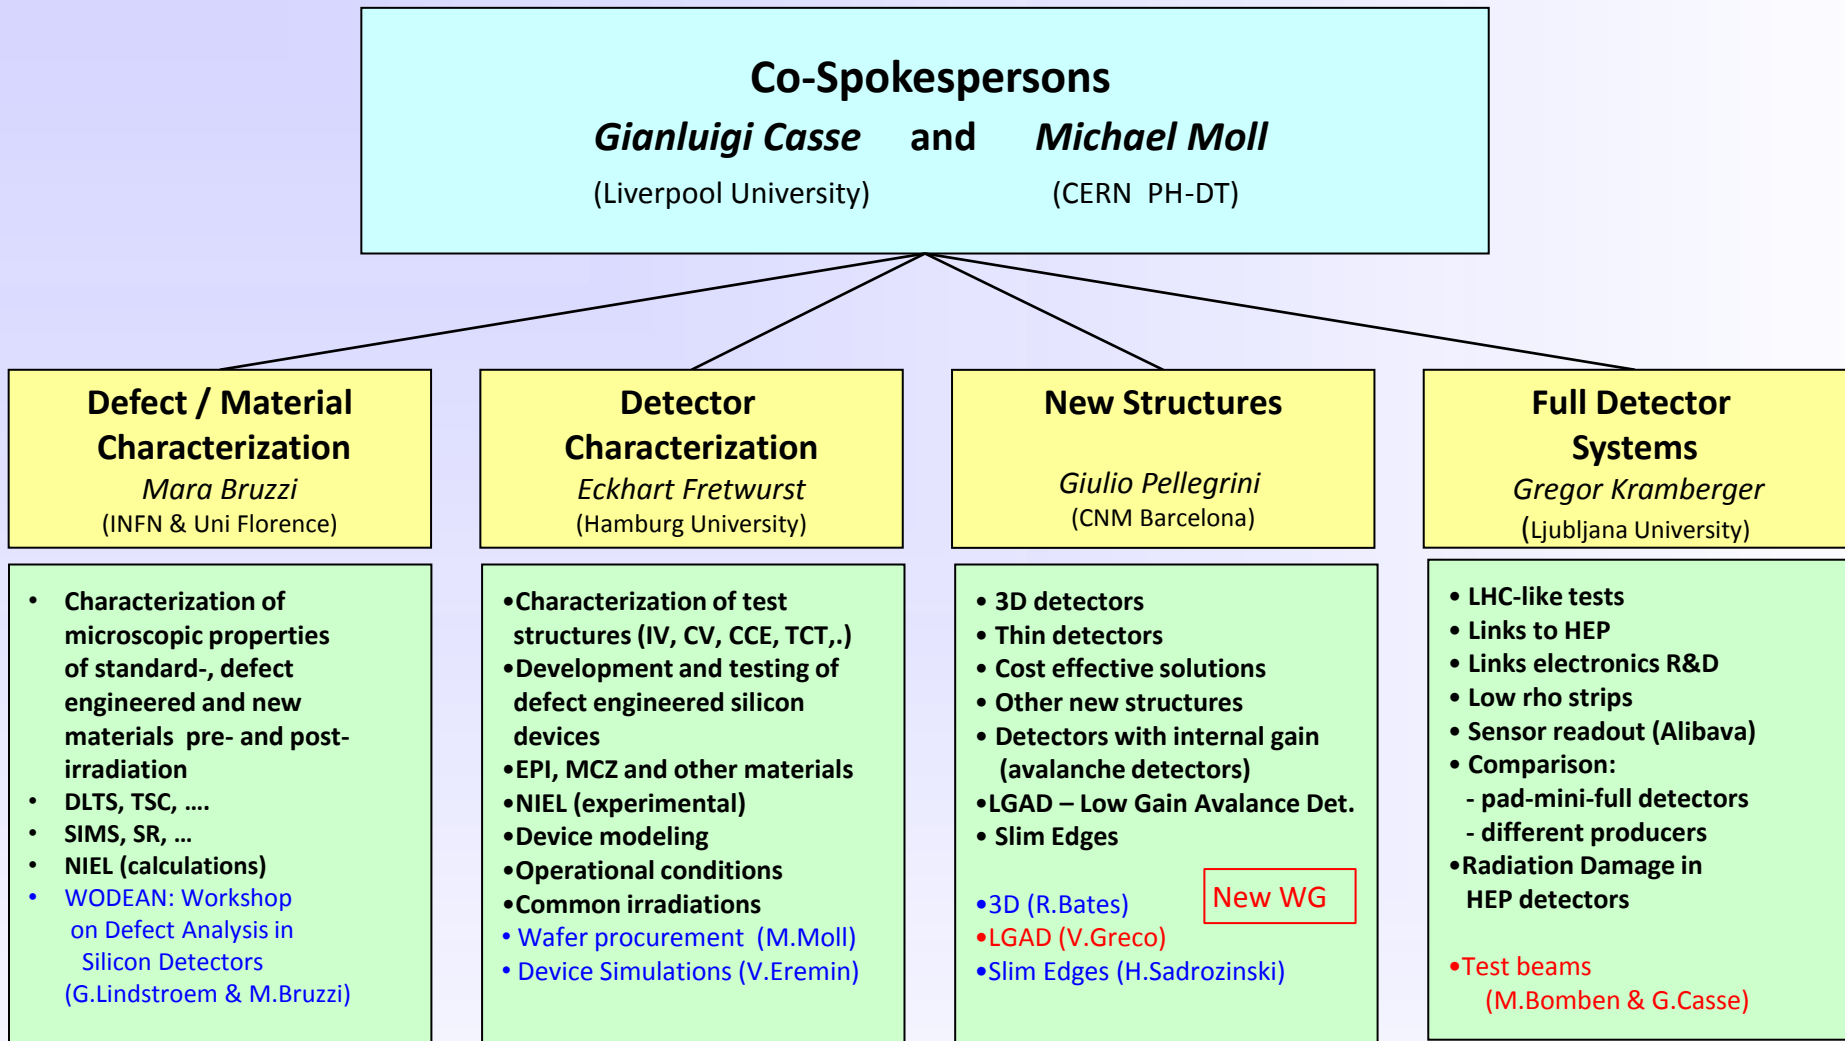 Co-Spokespersons
Gianluigi Casse and Michael Moll
(Liverpool University) (CERN PH-DT)
Defect / Material
Characterization
Mara Bruzzi
(INFN & Uni Florence)
• Characterization of
microscopic properties
of standard-, defect
engineered and new
materials pre- and post-
irradiation
• DLTS, TSC, ....
• SIMS, SR, ...
• NIEL (calculations)
• WODEAN: Workshop
on Defect Analysis in
Silicon Detectors
(G.Lindstroem & M.Bruzzi)
Detector
Characterization
Eckhart Fretwurst
(Hamburg University)
•Characterization of test
structures (IV, CV, CCE, TCT,.)
•Development and testing of
defect engineered silicon
devices
•EPI, MCZ and other materials
•NIEL (experimental)
•Device modeling
•Operational conditions
•Common irradiations
• Wafer procurement (M.Moll)
• Device Simulations (V.Eremin)
New Structures
Giulio Pellegrini
(CNM Barcelona)
• 3D detectors
• Thin detectors
• Cost effective solutions
• Other new structures
• Detectors with internal gain
(avalanche detectors)
•LGAD – Low Gain Avalance Det.
• Slim Edges
New WG
•3D (R.Bates)
•LGAD (V.Greco)
•Slim Edges (H.Sadrozinski)
Full Detector
Systems
Gregor Kramberger
(Ljubljana University)
• LHC-like tests
• Links to HEP
• Links electronics R&D
• Low rho strips
• Sensor readout (Alibava)
• Comparison:
- pad-mini-full detectors
- different producers
•Radiation Damage in
HEP detectors
•Test beams
(M.Bomben & G.Casse)